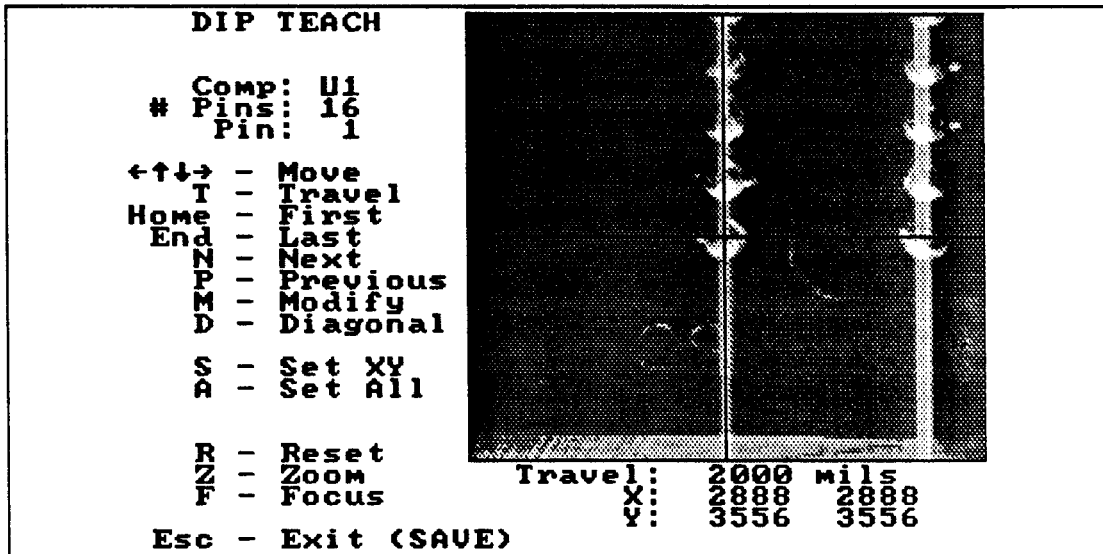 DIP TEACH
Comp: U1
# Pins: 16
Pin: 1
←↑↓→ - Move
T - Travel
Home - First
End - Last
N - Next
P - Previous
M - Modify
D - Diagonal
S - Set XY
A - Set All
R - Reset
Z - Zoom
F - Focus
Esc - Exit (SAVE)
Travel: 2000 mils
X: 2888 2888
Y: 3556 3556